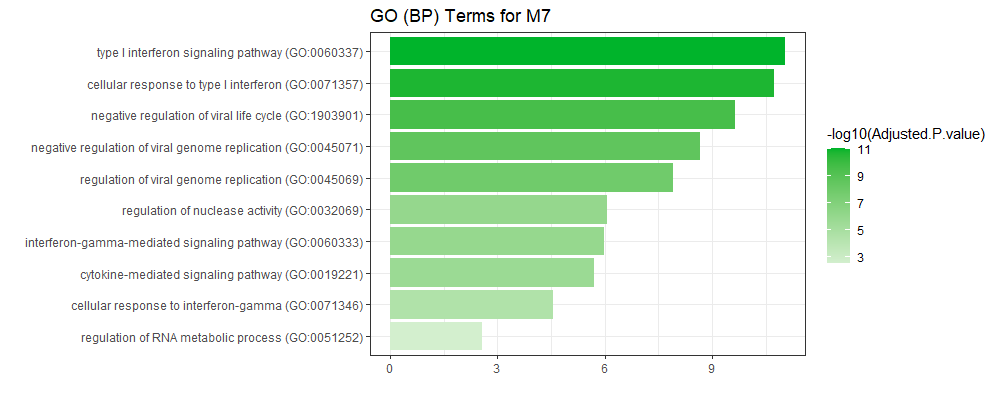 GO (BP) Terms for M7
type I interferon signaling pathway (GO:0060337)
cellular response to type I interferon (GO:0071357)
negative regulation of viral life cycle (GO:1903901)
negative regulation of viral genome replication (GO:0045071)
regulation of viral genome replication (GO:0045069)
regulation of nuclease activity (GO:0032069)
interferon-gamma-mediated signaling pathway (GO:0060333)
cytokine-mediated signaling pathway (GO:0019221)
cellular response to interferon-gamma (GO:0071346)
regulation of RNA metabolic process (GO:0051252)
0 3 6 9
-log10(Adjusted.P.value)
11
9
7
5
3